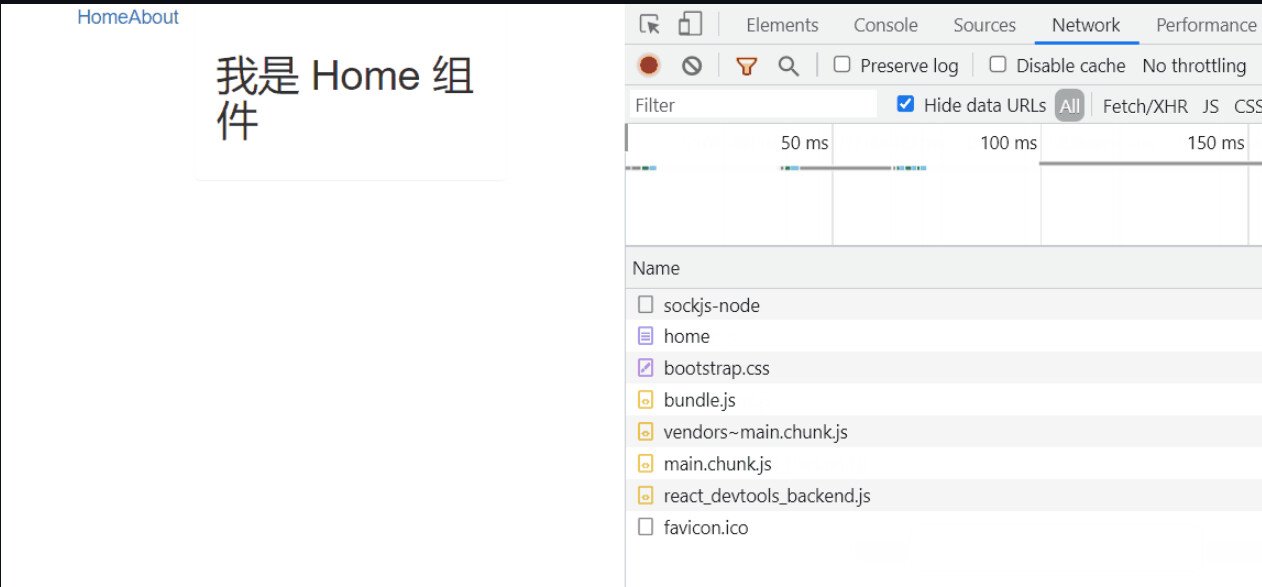 HomeAbout
我是 Home 组
件
Elements Console Sources Network Performance
Preserve log Disable cache No throttling
Filter Hide data URLs All Fetch/XHR JS CSS
50 ms 100 ms 150 ms
Name
sockjs-node
home
bootstrap.css
bundle.js
vendors~main.chunk.js
main.chunk.js
react_devtools_backend.js
favicon.ico